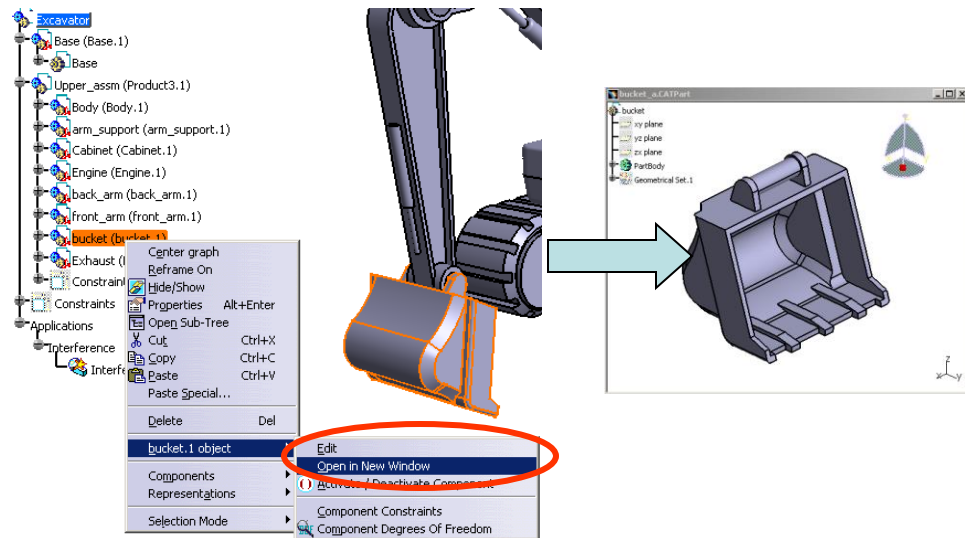 Excavator
Base (Base.1)
Base
Upper_assm (Product3.1)
Body (Body.1)
arm_support (arm_support.1)
Cabinet (Cabinet.1)
Engine (Engine.1)
back_arm (back_arm.1)
front_arm (front_arm.1)
bucket (bucket.1)
Exhaust (
Constrain
Constraints
Applications
Interference
Interfe
Center graph
Reframe On
Hide/Show
Properties Alt+Enter
Open Sub-Tree
Cut Ctrl+X
Copy Ctrl+C
Paste Ctrl+V
Paste Special...
Delete Del
bucket.1 object
Components
Representations
Selection Mode
Edit
Open in New Window
Activate / Deactivate Component
Component Constraints
Component Degrees Of Freedom
bucket_a.CATPart
bucket
xy plane
yz plane
zx plane
PartBody
Geometrical Set.1
z
x y